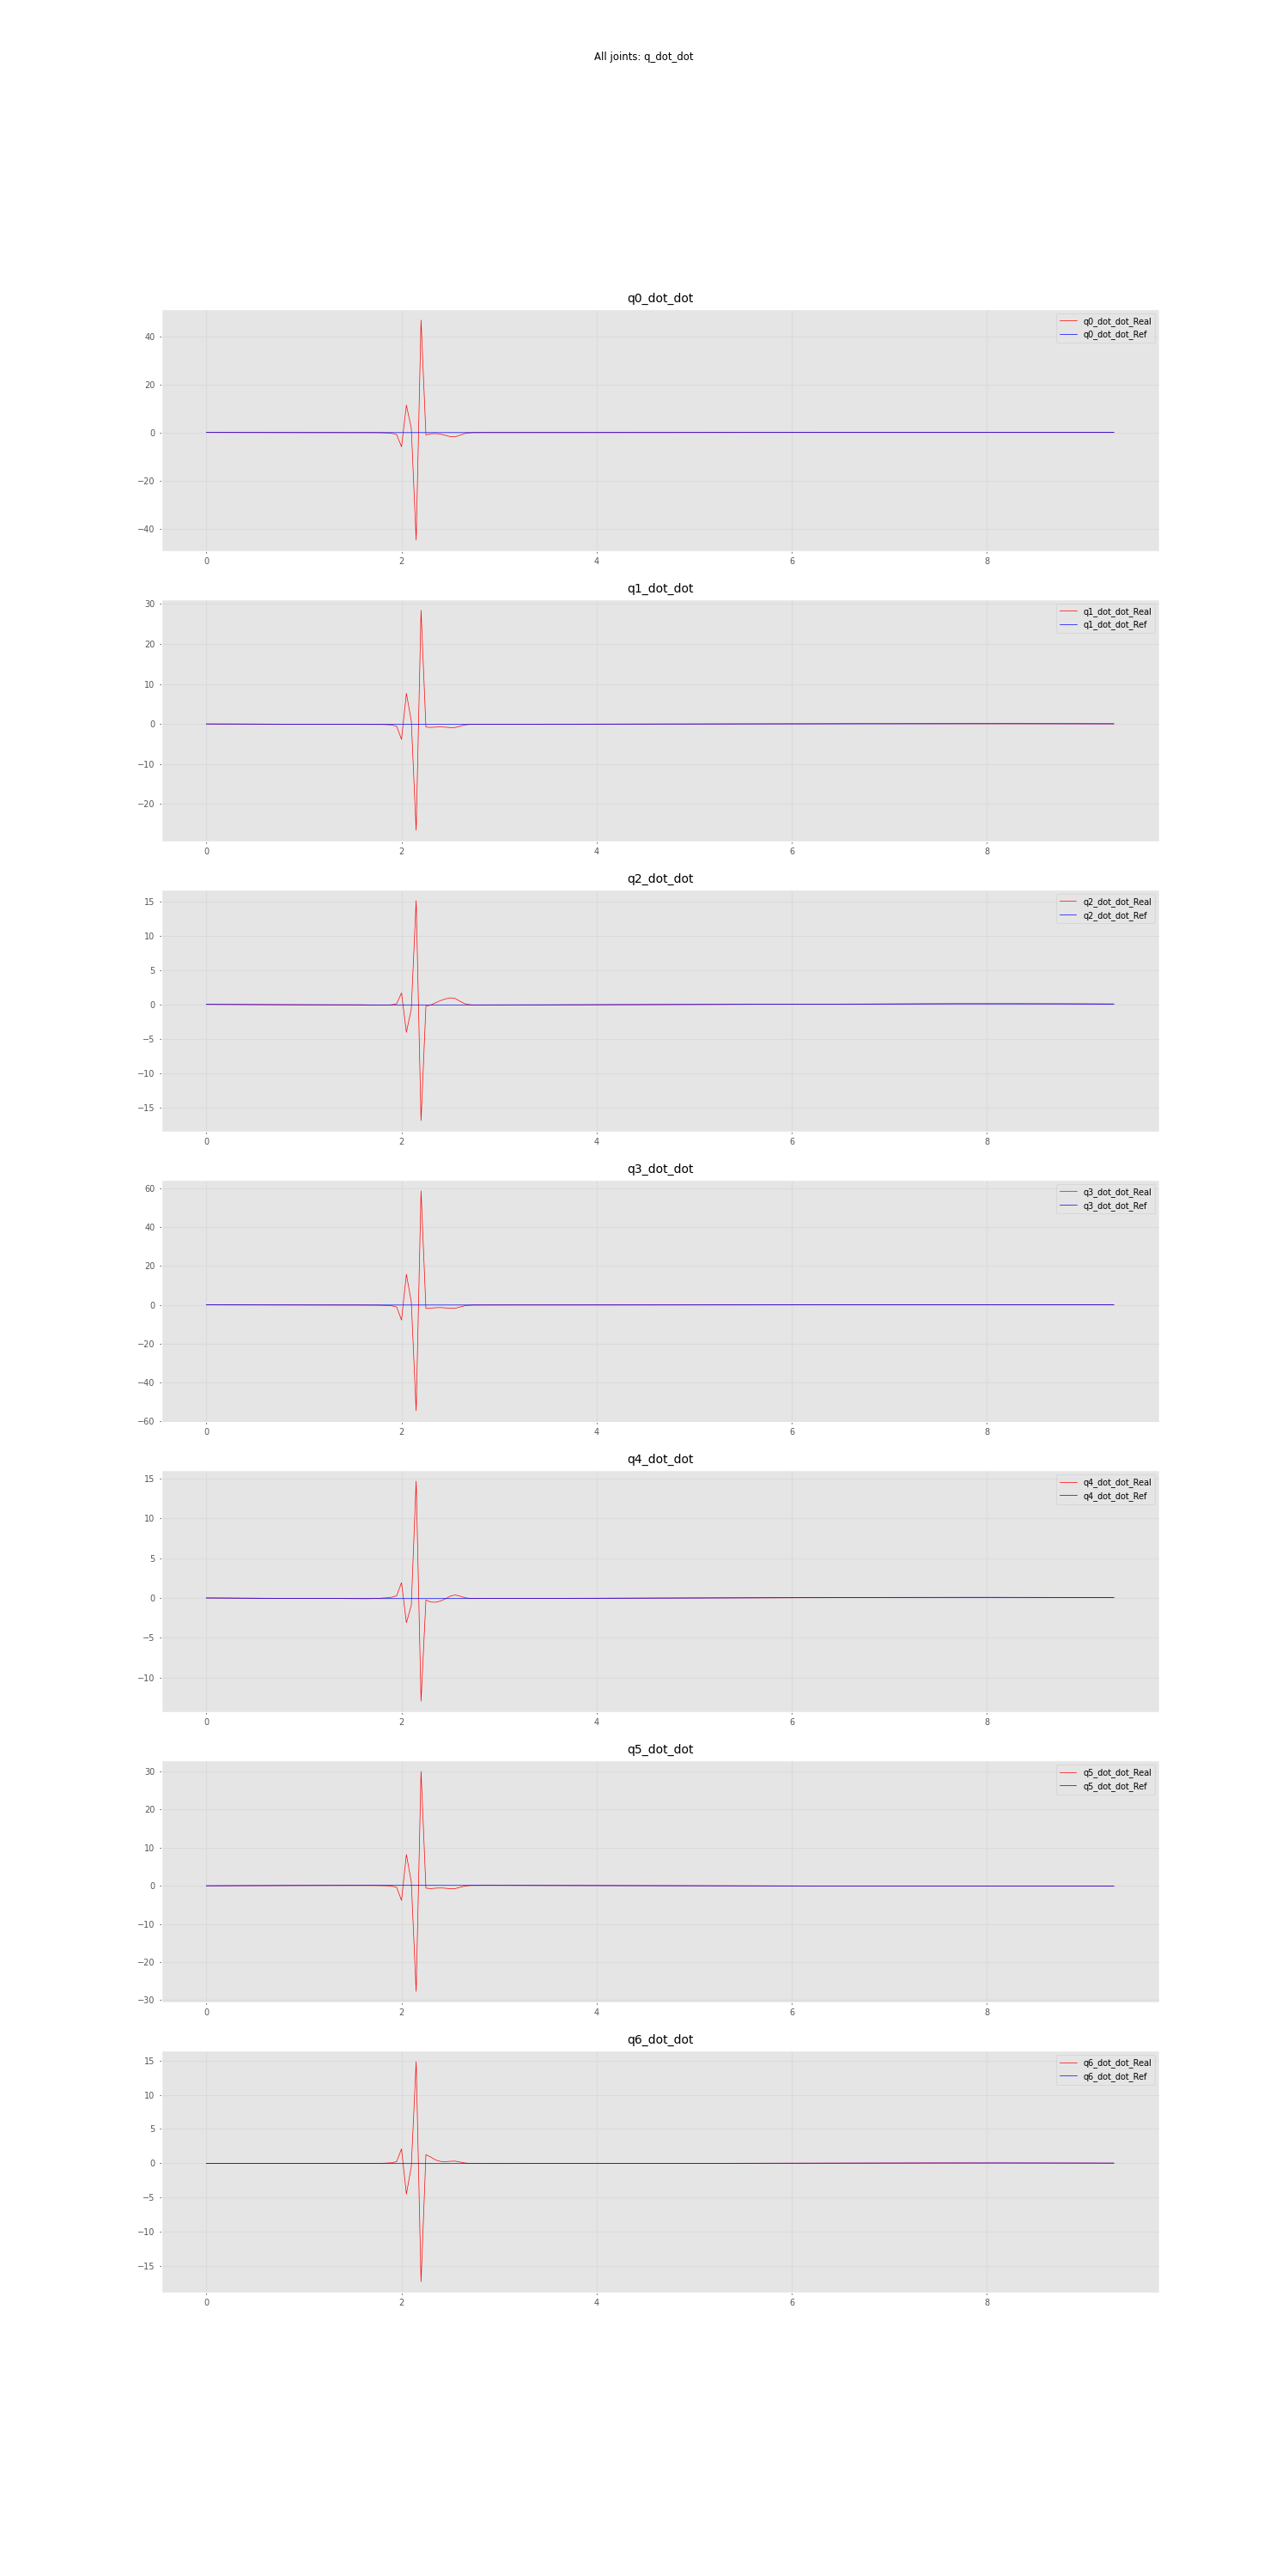 All joints: q_dot_dot
q0_dot_dot
q0_dot_dot_Real
q0_dot_dot_Ref
40
20
0
−20
−40
0 2 4 6 8
q1_dot_dot
q1_dot_dot_Real
q1_dot_dot_Ref
30
20
10
0
−10
−20
0 2 4 6 8
q2_dot_dot
q2_dot_dot_Real
q2_dot_dot_Ref
15
10
5
0
−5
−10
−15
0 2 4 6 8
q3_dot_dot
q3_dot_dot_Real
q3_dot_dot_Ref
60
40
20
0
−20
−40
−60
0 2 4 6 8
q4_dot_dot
q4_dot_dot_Real
q4_dot_dot_Ref
15
10
5
0
−5
−10
0 2 4 6 8
q5_dot_dot
q5_dot_dot_Real
q5_dot_dot_Ref
30
20
10
0
−10
−20
−30
0 2 4 6 8
q6_dot_dot
q6_dot_dot_Real
q6_dot_dot_Ref
15
10
5
0
−5
−10
−15
0 2 4 6 8